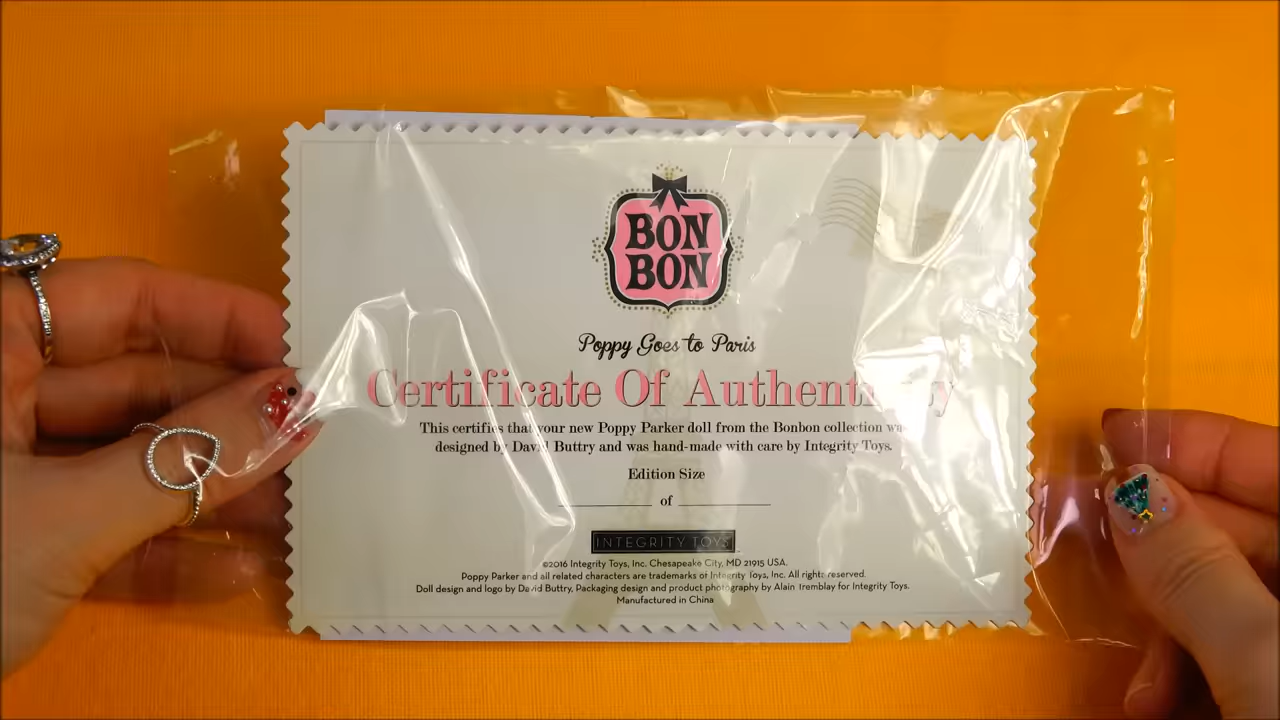 BON
BON
Poppy Goes to Paris
Certificate Of
This certifies that your new Poppy Parker doll from the Bonbon collection
designed by David Buttry and was hand-made with care by Integrity Toys.
Edition Size
of
INTEGRITY TOYS
©2016 Integrity Toys, Inc. Chesapeake City, MD 21915 USA.
Poppy Parker and all related characters are trademarks of Integrity Toys, Inc. All rights reserved.
Doll design and logo by David Buttry, Packaging design and product photography by Alain Tremblay for Integrity Toys.
Manufactured in China